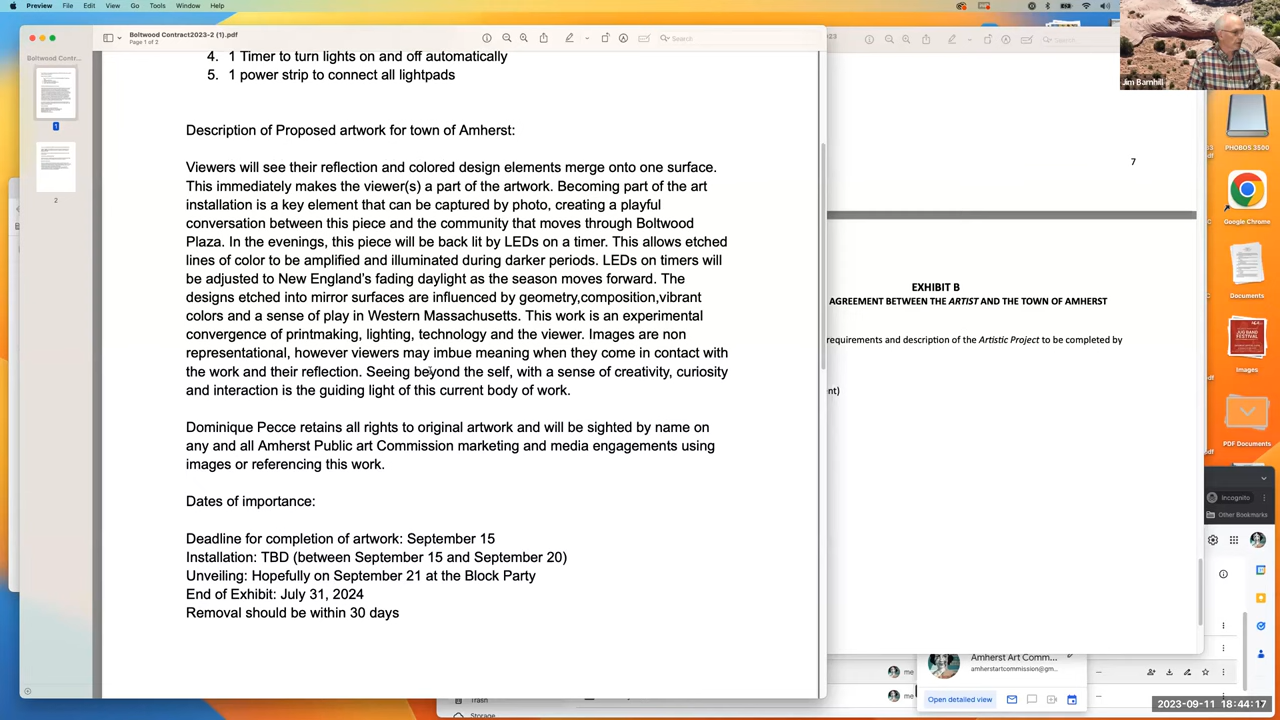 Preview File Edit View Go Tools Window Help
Boltwood Contract2023-2 (1).pdf
Page 1 of 2
Search
Search
Boltwood Contr...
1
2
4. 1 Timer to turn lights on and off automatically
5. 1 power strip to connect all lightpads
Description of Proposed artwork for town of Amherst:
Viewers will see their reflection and colored design elements merge onto one surface.
This immediately makes the viewer(s) a part of the artwork. Becoming part of the art
installation is a key element that can be captured by photo, creating a playful
conversation between this piece and the community that moves through Boltwood
Plaza. In the evenings, this piece will be back lit by LEDs on a timer. This allows etched
lines of color to be amplified and illuminated during darker periods. LEDs on timers will
be adjusted to New England's fading daylight as the season moves forward. The
designs etched into mirror surfaces are influenced by geometry,composition,vibrant
colors and a sense of play in Western Massachusetts. This work is an experimental
convergence of printmaking, lighting, technology and the viewer. Images are non
representational, however viewers may imbue meaning when they come in contact with
the work and their reflection. Seeing beyond the self, with a sense of creativity, curiosity
and interaction is the guiding light of this current body of work.
Dominique Pecce retains all rights to original artwork and will be sighted by name on
any and all Amherst Public art Commission marketing and media engagements using
images or referencing this work.
Dates of importance:
Deadline for completion of artwork: September 15
Installation: TBD (between September 15 and September 20)
Unveiling: Hopefully on September 21 at the Block Party
End of Exhibit: July 31, 2024
Removal should be within 30 days
7
EXHIBIT B
AGREEMENT BETWEEN THE ARTIST AND THE TOWN OF AMHERST
requirements and description of the Artistic Project to be completed by
nt)
Jim Barnhill
PHOBOS 3500
Google Chrome
Documents
Images
PDF Documents
Incognito
Other Bookmarks
Amherst Art Comm...
amherstartcommission@gm...
Open detailed view
me
me
Trash
Storage
2023-09-11 18:44:17